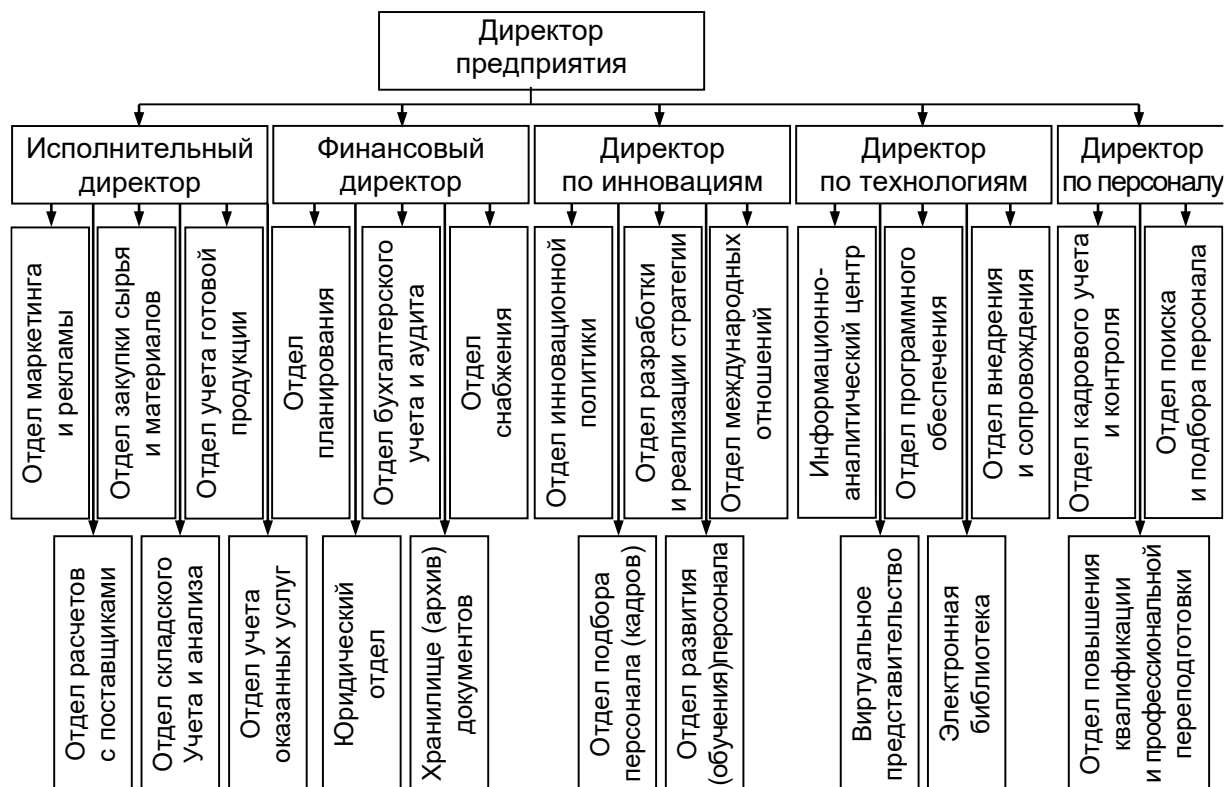 Директор
предприятия
Исполнительный
директор
Финансовый
директор
Директор
по инновациям
Директор
по технологиям
Директор
по персоналу
Отдел маркетинга
и рекламы
Отдел закупки сырья
и материалов
Отдел учета готовой
продукции
Отдел
планирования
Отдел бухгалтерского
учета и аудита
Отдел
снабжения
Отдел инновационной
политики
Отдел разработки
и реализации стратегии
Отдел международных
отношений
Информационно-
аналитический центр
Отдел программного
обеспечения
Отдел внедрения
и сопровождения
Отдел кадрового учета
и контроля
Отдел поиска
и подбора персонала
Отдел расчетов
с поставщиками
Отдел складского
Учета и анализа
Отдел учета
оказанных услуг
Юридический
отдел
Хранилище (архив)
документов
Отдел подбора
персонала (кадров)
Отдел развития
(обучения)персонала
Виртуальное
представительство
Электронная
библиотека
Отдел повышения
квалификации
и профессиональной
переподготовки